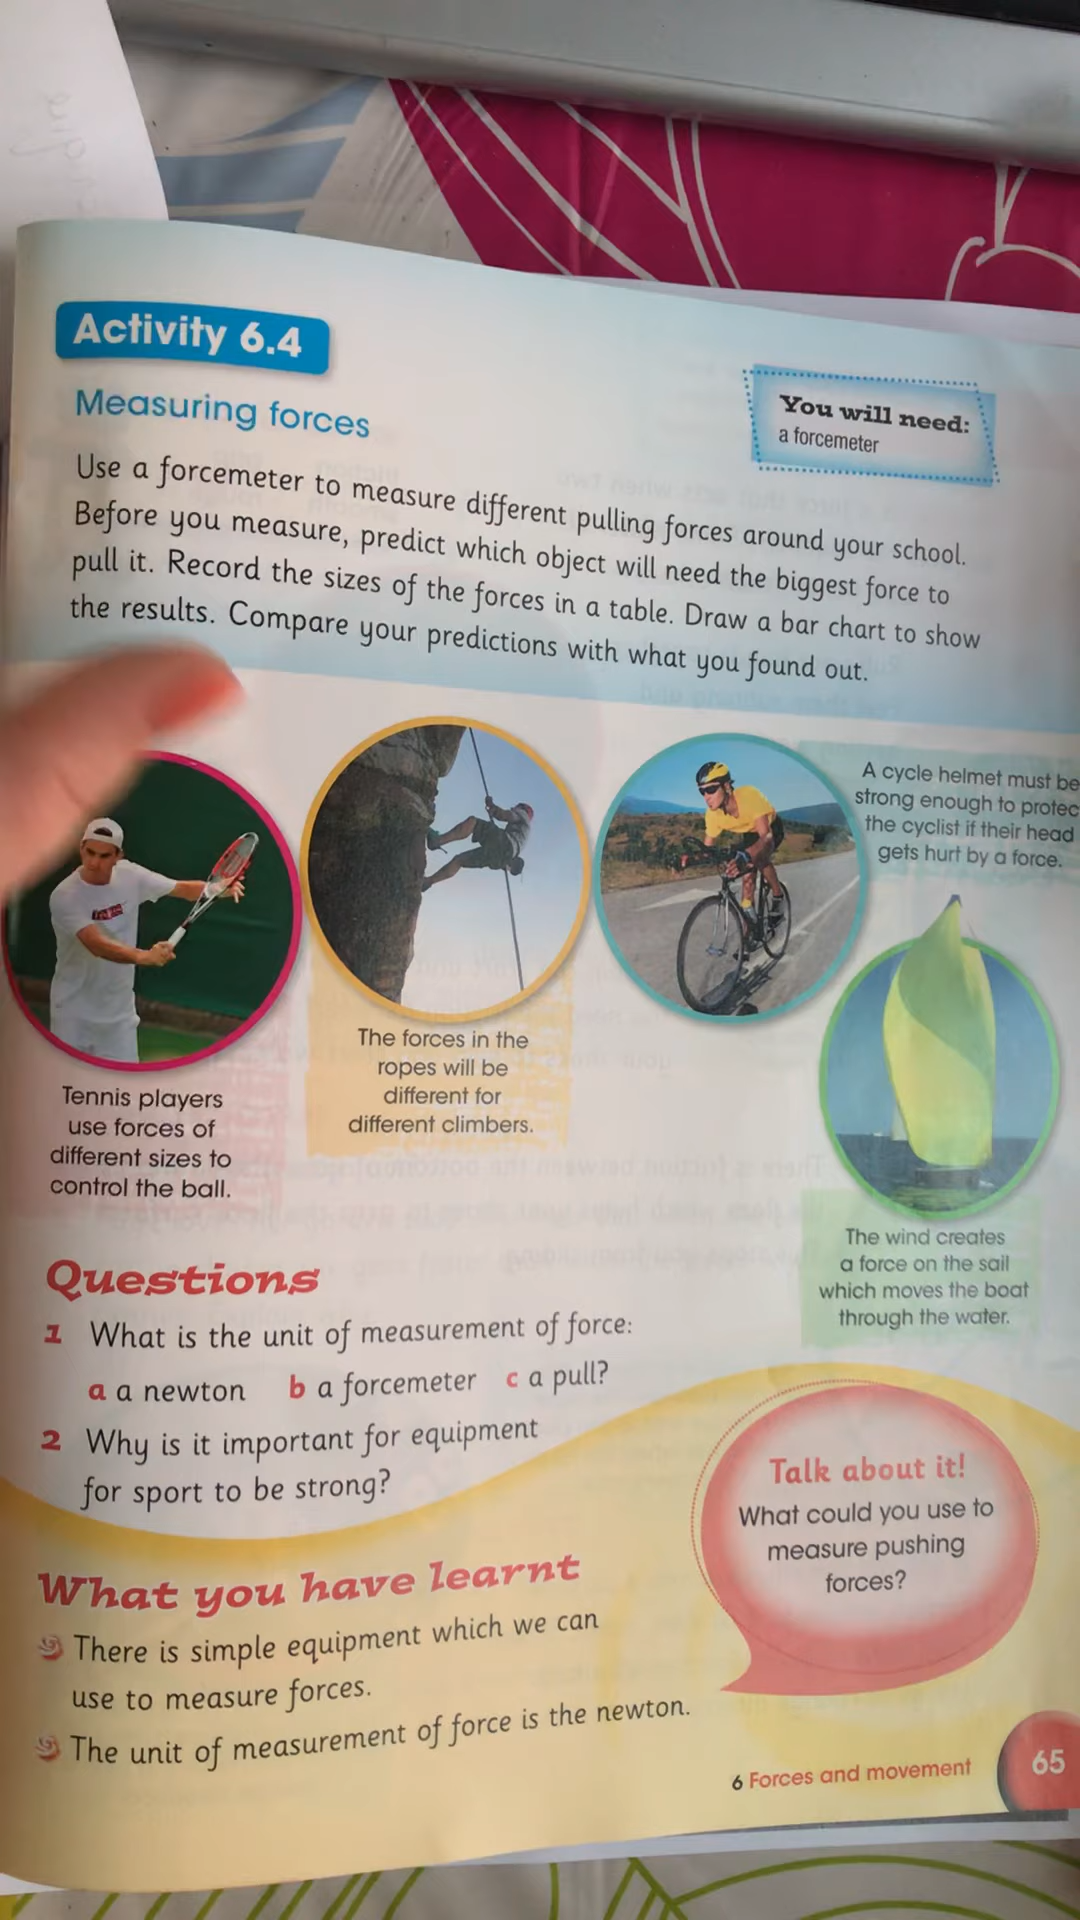 Activity 6.4
Measuring forces
You will need:
a forcemeter
Use a forcemeter to measure different pulling forces around your school.
Before you measure, predict which object will need the biggest force to
pull it. Record the sizes of the forces in a table. Draw a bar chart to show
the results. Compare your predictions with what you found out.
A cycle helmet must be
strong enough to protec
the cyclist if their head
gets hurt by a force.
The forces in the
ropes will be
different for
different climbers.
Tennis players
use forces of
different sizes to
control the ball.
The wind creates
a force on the sail
which moves the boat
through the water.
Questions
1 What is the unit of measurement of force:
a a newton b a forcemeter c a pull?
2 Why is it important for equipment
for sport to be strong?
Talk about it!
What could you use to
measure pushing
forces?
What you have learnt
There is simple equipment which we can
use to measure forces.
The unit of measurement of force is the newton.
6 Forces and movement
65